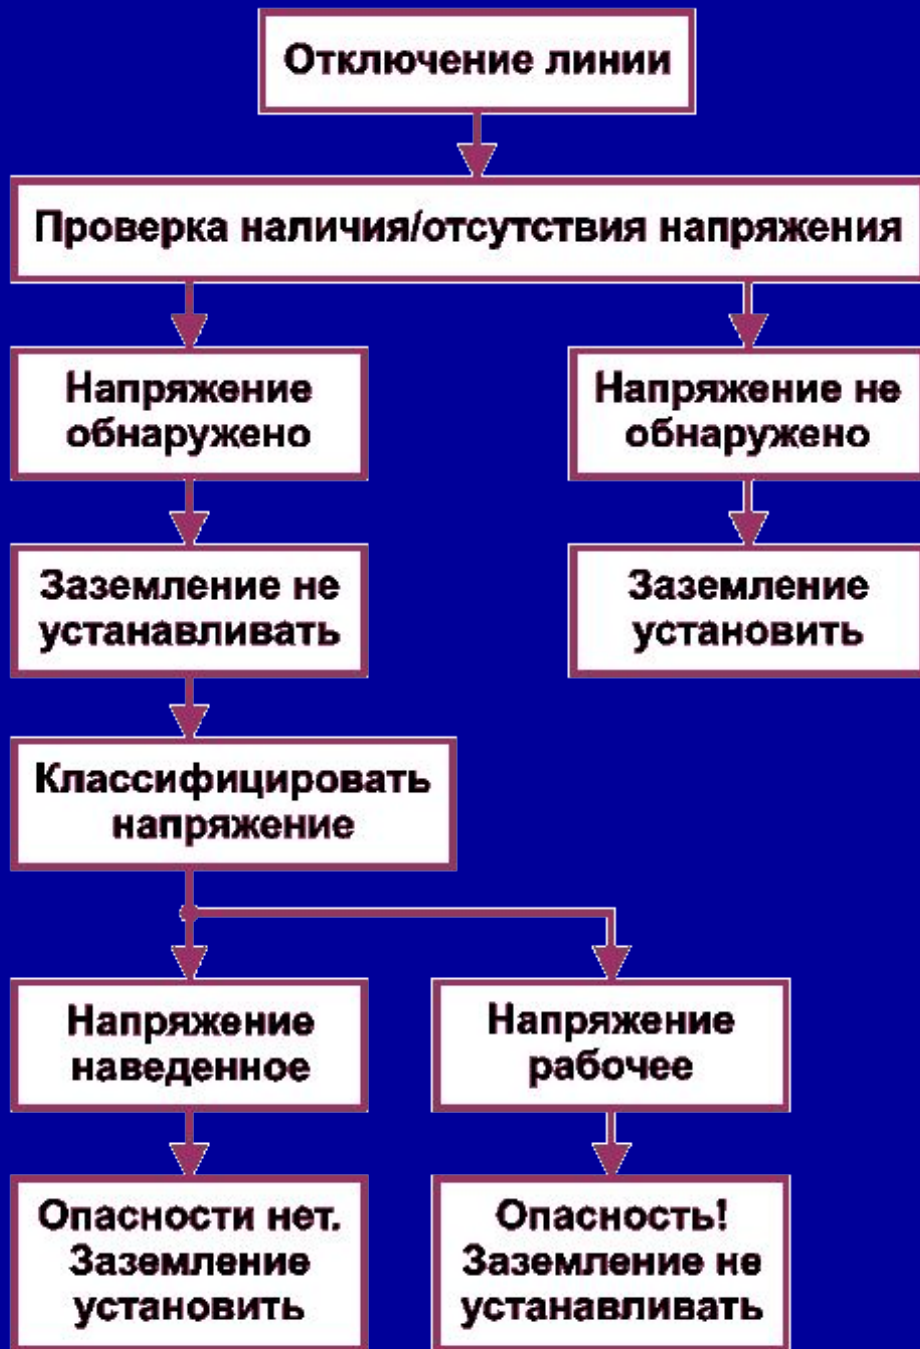 Отключение линии
Проверка наличия/отсутствия напряжения
Напряжение
обнаружено
Напряжение не
обнаружено
Заземление не
устанавливать
Заземление
установить
Классифицировать
напряжение
Напряжение
наведенное
Напряжение
рабочее
Опасности нет.
Заземление
установить
Опасность!
Заземление не
устанавливать